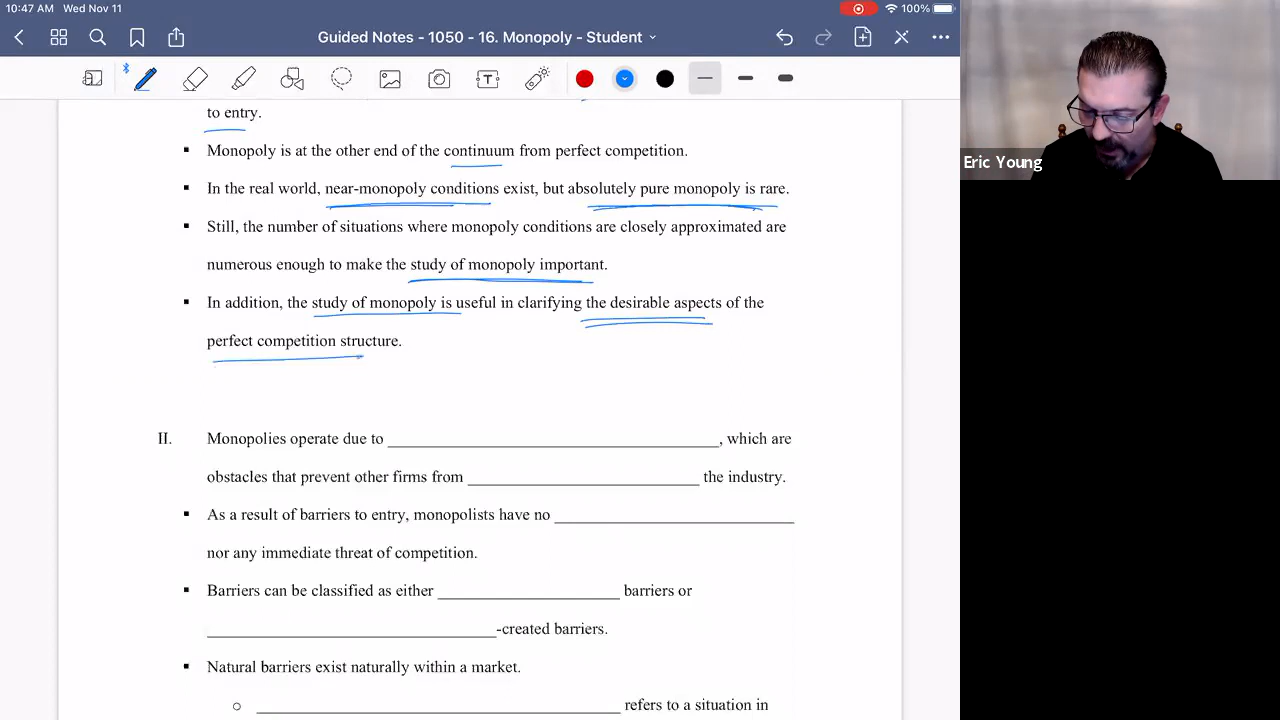 10:47 AM Wed Nov 11
100%
Guided Notes - 1050 - 16. Monopoly - Student
T
to entry.
▪ Monopoly is at the other end of the continuum from perfect competition.
▪ In the real world, near-monopoly conditions exist, but absolutely pure monopoly is rare.
▪ Still, the number of situations where monopoly conditions are closely approximated are
numerous enough to make the study of monopoly important.
▪ In addition, the study of monopoly is useful in clarifying the desirable aspects of the
perfect competition structure.
II. Monopolies operate due to ____________________, which are
obstacles that prevent other firms from ____________________ the industry.
▪ As a result of barriers to entry, monopolists have no ____________________
nor any immediate threat of competition.
▪ Barriers can be classified as either ____________________ barriers or
____________________-created barriers.
▪ Natural barriers exist naturally within a market.
○ ____________________ refers to a situation in
Eric Young